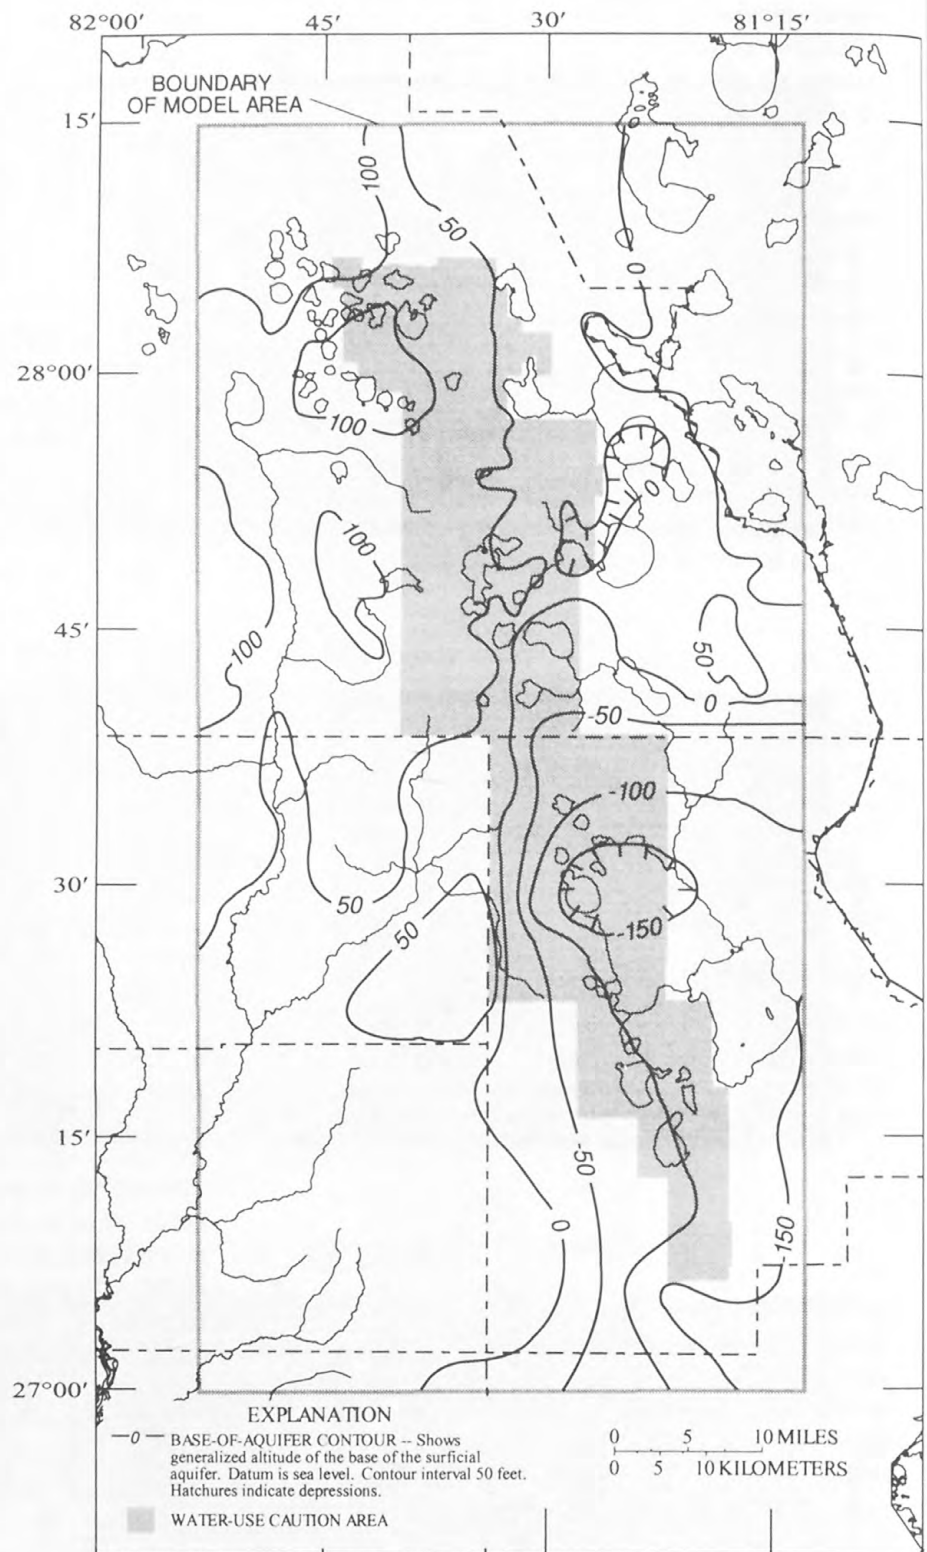 82°00′ 45′ 30′ 81°15′
BOUNDARY
OF MODEL AREA
15′
100
50
0
28°00′
100
0
100
100
45′
50
0
-50
-100
30′
50
50
-150
15′
-50
0
-150
27°00′
EXPLANATION
—0— BASE-OF-AQUIFER CONTOUR -- Shows
generalized altitude of the base of the surficial
aquifer. Datum is sea level. Contour interval 50 feet.
Hatchures indicate depressions.
WATER-USE CAUTION AREA
0 5 10 MILES
0 5 10 KILOMETERS